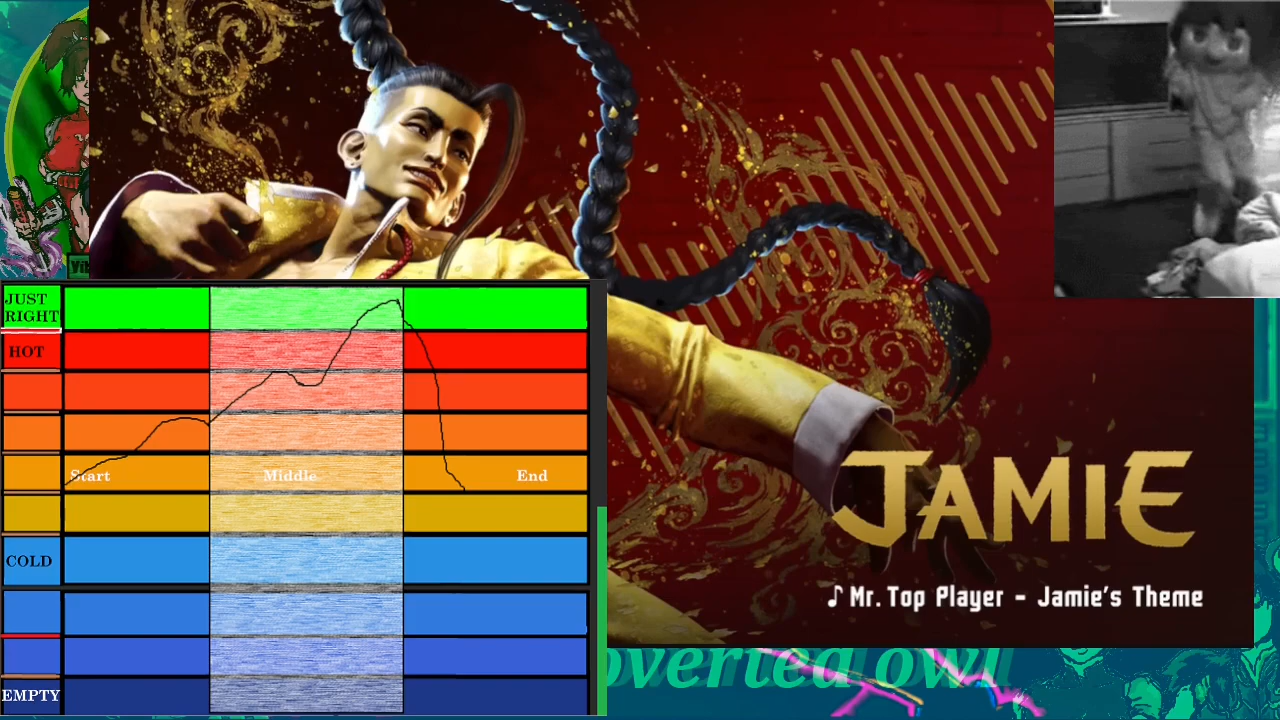 JUST
RIGHT
HOT
Start
Middle
End
COLD
EMPTY
JAMIE
♪ Mr. Top Player - Jamie's Theme